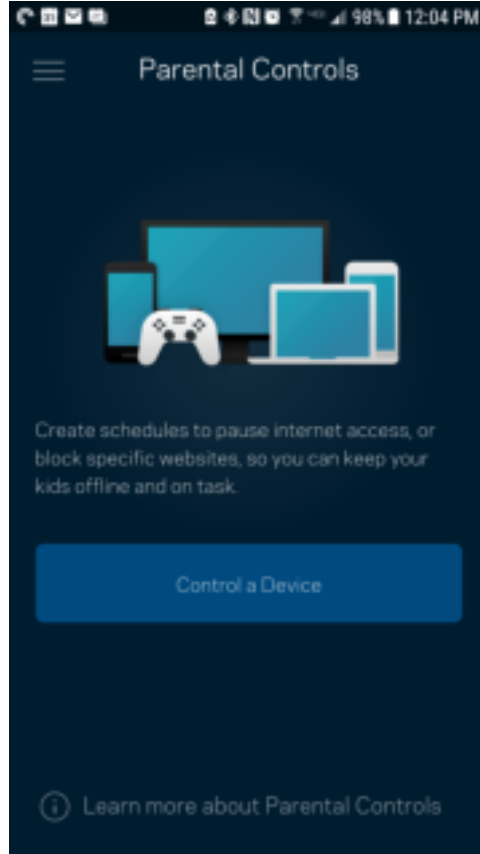 98% 12:04 PM
Parental Controls
Create schedules to pause internet access, or
block specific websites, so you can keep your
kids offline and on task.
Control a Device
Learn more about Parental Controls